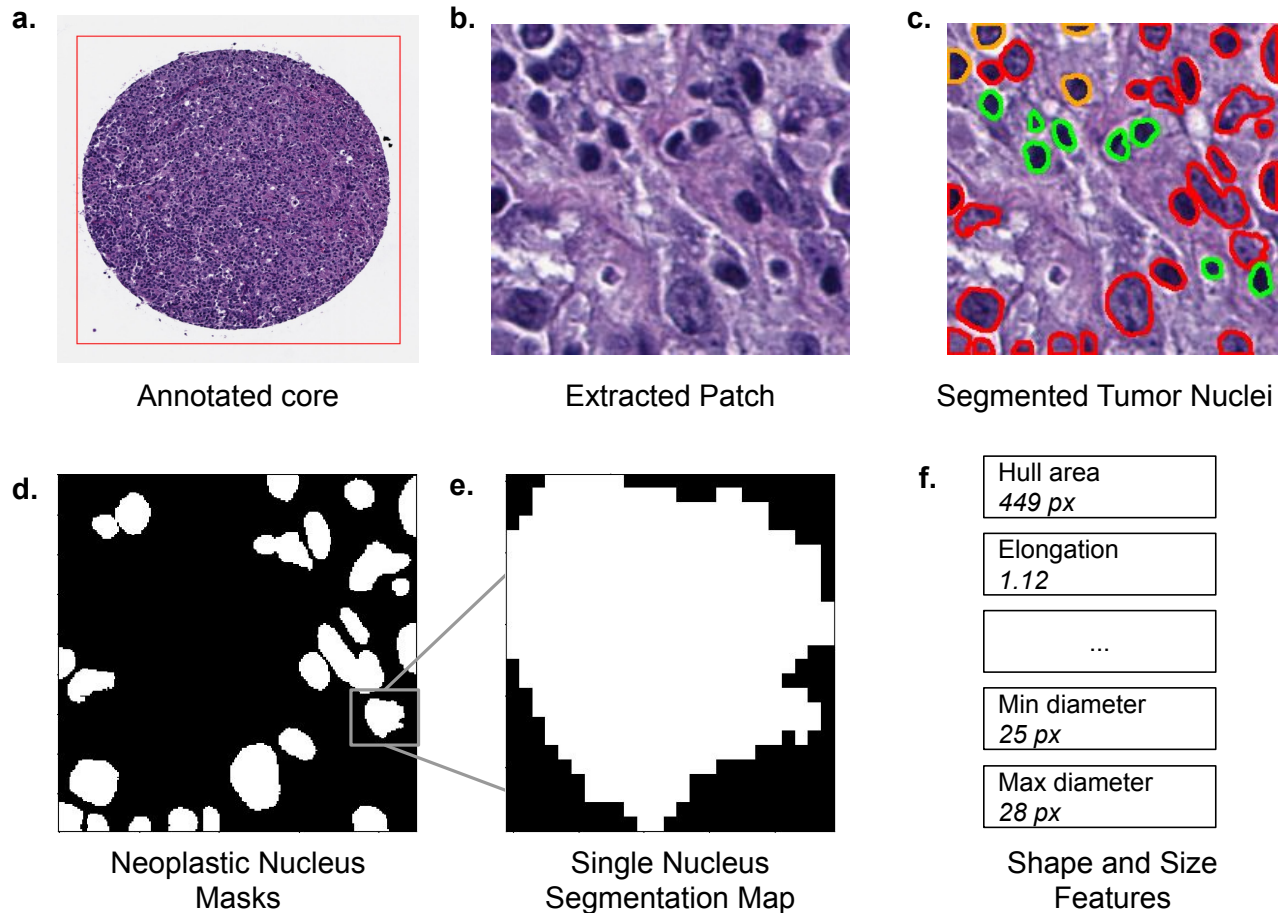 a.
b.
c.
Annotated core
Extracted Patch
Segmented Tumor Nuclei
d.
e.
f.
Hull area
449 px
Elongation
1.12
...
Min diameter
25 px
Max diameter
28 px
Neoplastic Nucleus
Masks
Single Nucleus
Segmentation Map
Shape and Size
Features